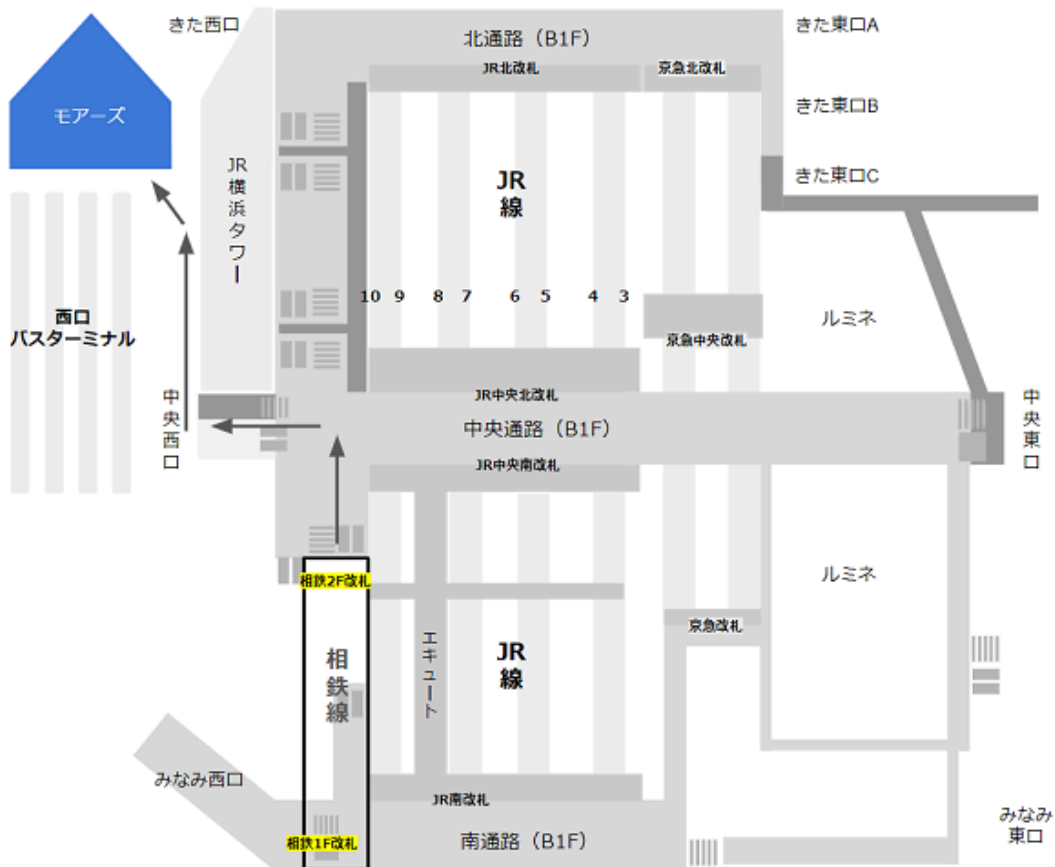 きた西口
北通路（B1F）
きた東口A
JR北改札
京急北改札
モアーズ
きた東口B
JR横浜タワー
JR
線
きた東口C
10 9 8 7 6 5 4 3
西口
バスターミナル
ルミネ
京急中央改札
中央西口
JR中央北改札
中央通路（B1F）
中央東口
JR中央南改札
相鉄2F改札
ルミネ
相鉄線
エキュート
JR
線
京急改札
みなみ西口
JR南改札
相鉄1F改札
南通路（B1F）
みなみ
東口